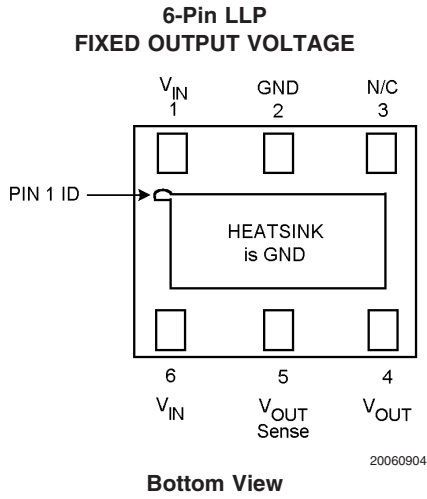 6-Pin LLP
FIXED OUTPUT VOLTAGE
VIN GND N/C
1 2 3
PIN 1 ID
HEATSINK
is GND
6 5 4
VIN VOUT VOUT
Sense
20060904
Bottom View